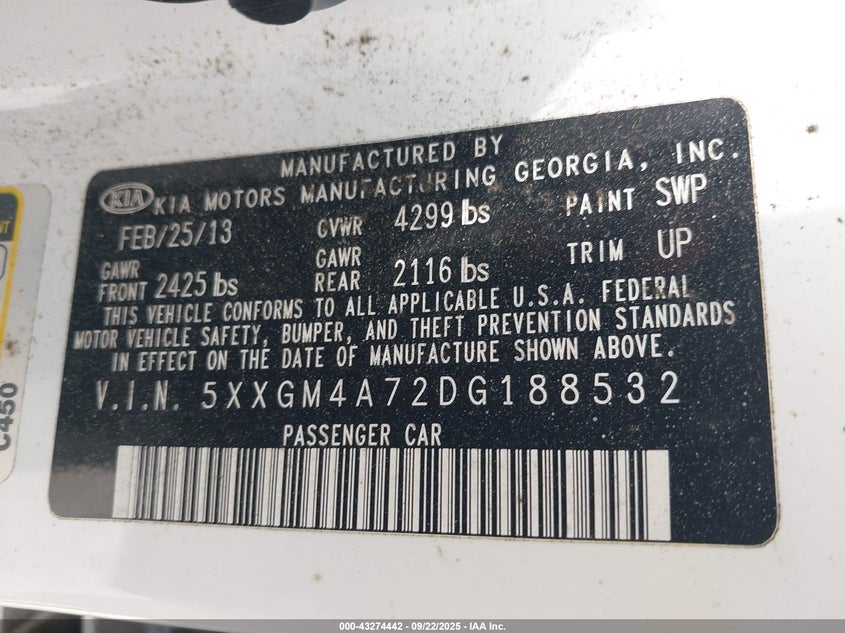 MANUFACTURED BY
KIA KIA MOTORS MANUFACTURING GEORGIA, INC.
FEB/25/13 GVWR 4299 lbs PAINT SWP
GAWR FRONT 2425 lbs GAWR REAR 2116 lbs TRIM UP
THIS VEHICLE CONFORMS TO ALL APPLICABLE U.S.A. FEDERAL
MOTOR VEHICLE SAFETY, BUMPER, AND THEFT PREVENTION STANDARDS
IN EFFECT ON THE DATE OF MANUFACTURE SHOWN ABOVE.
V.I.N. 5XXGM4A72DG188532
PASSENGER CAR
C450
000-43274442 - 09/22/2025 - IAA Inc.